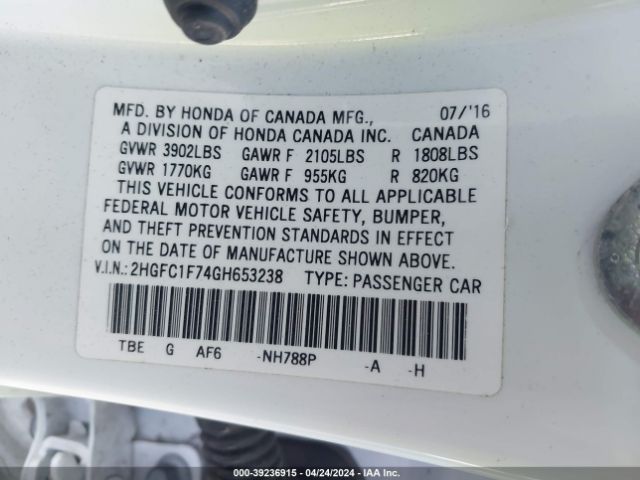 MFD. BY HONDA OF CANADA MFG., 07/'16
A DIVISION OF HONDA CANADA INC. CANADA
GVWR 3902LBS GAWR F 2105LBS R 1808LBS
GVWR 1770KG GAWR F 955KG R 820KG
THIS VEHICLE CONFORMS TO ALL APPLICABLE
FEDERAL MOTOR VEHICLE SAFETY, BUMPER,
AND THEFT PREVENTION STANDARDS IN EFFECT
ON THE DATE OF MANUFACTURE SHOWN ABOVE.
V.I.N.: 2HGFC1F74GH653238 TYPE: PASSENGER CAR
TBE G AF6 -NH788P -A -H
000-39236915 - 04/24/2024 - IAA Inc.